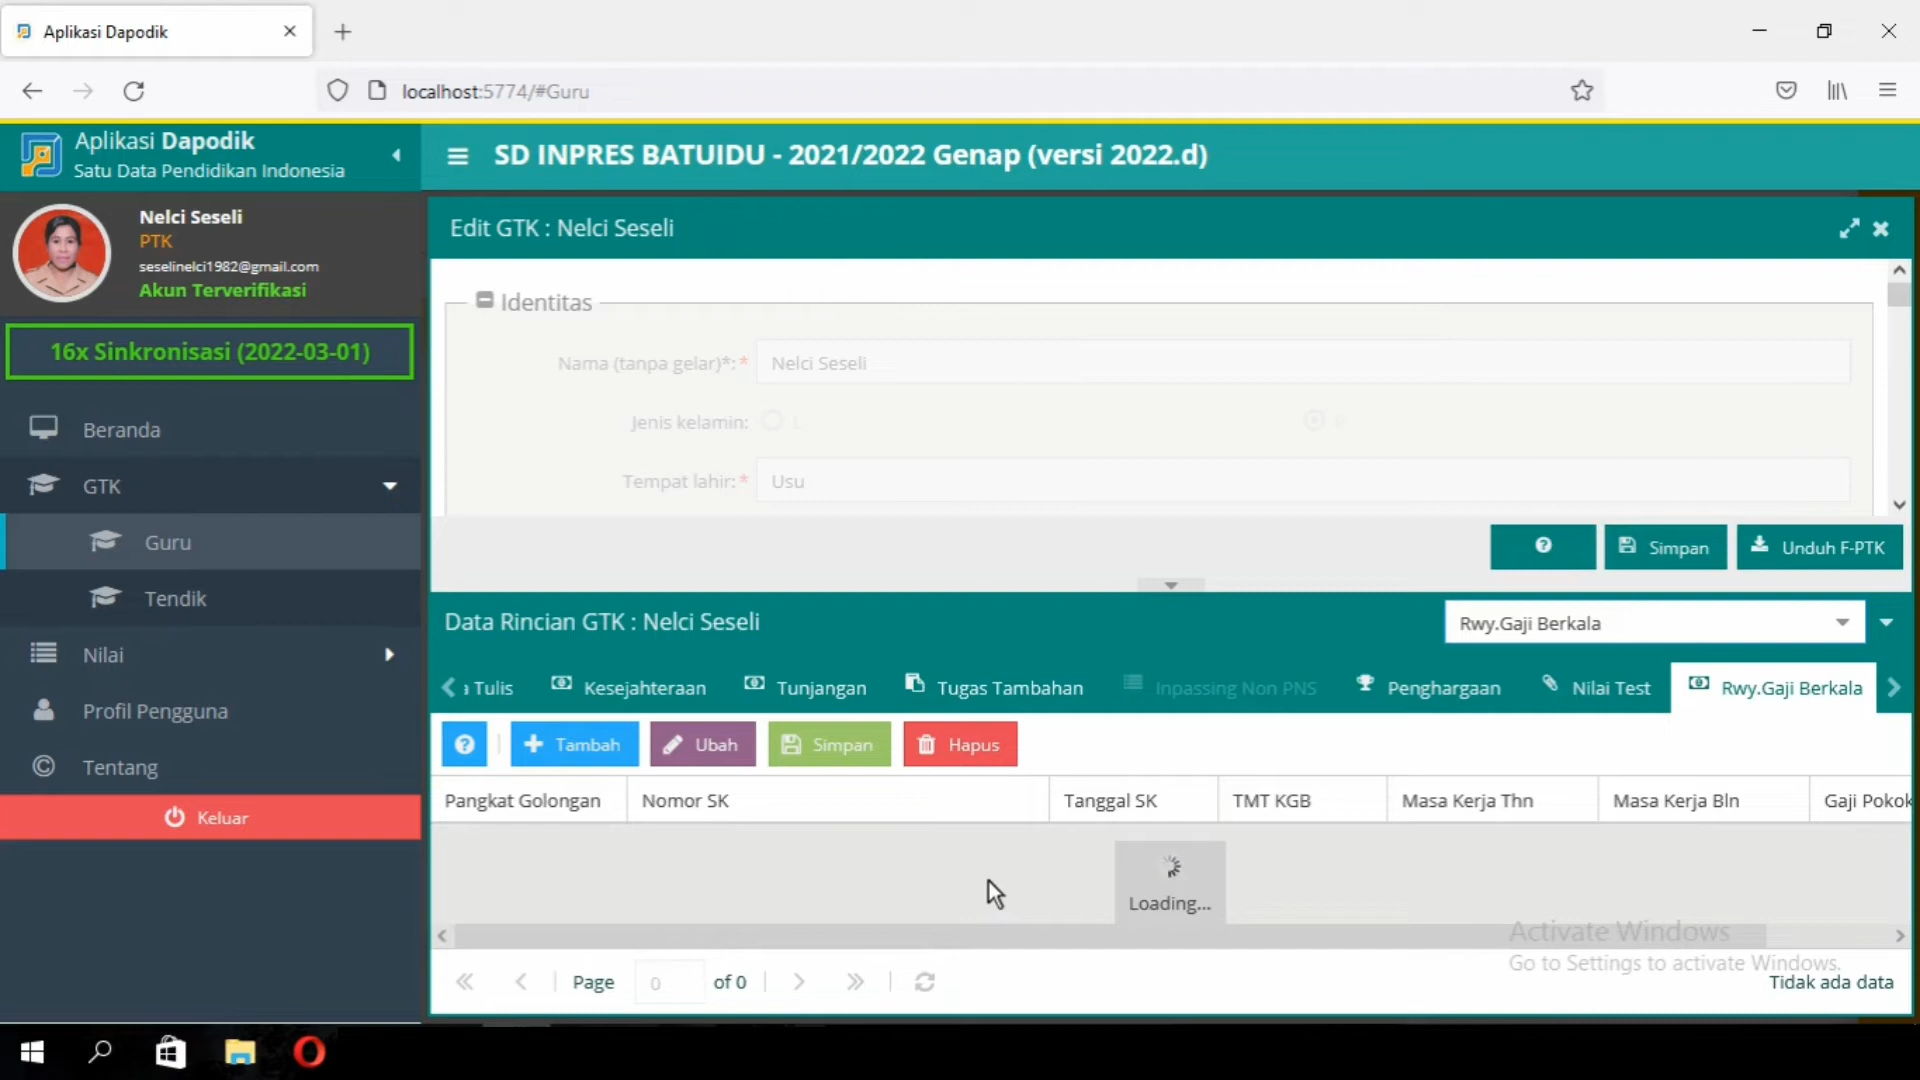 Aplikasi Dapodik
localhost:5774/#Guru
Aplikasi Dapodik
Satu Data Pendidikan Indonesia
SD INPRES BATUIDU - 2021/2022 Genap (versi 2022.d)
Nelci Seseli
PTK
seselinelci1982@gmail.com
Akun Terverifikasi
16x Sinkronisasi (2022-03-01)
Beranda
GTK
Guru
Tendik
Nilai
Profil Pengguna
Tentang
Keluar
Edit GTK : Nelci Seseli
Identitas
Nama (tanpa gelar)*:* Nelci Seseli
Jenis kelamin: L P
Tempat lahir:* Usu
Simpan Unduh F-PTK
Data Rincian GTK : Nelci Seseli Rwy.Gaji Berkala
a Tulis Kesejahteraan Tunjangan Tugas Tambahan Inpassing Non PNS Penghargaan Nilai Test Rwy.Gaji Berkala
Tambah Ubah Simpan Hapus
Pangkat Golongan Nomor SK Tanggal SK TMT KGB Masa Kerja Thn Masa Kerja Bln Gaji Pokok
Loading...
Activate Windows
Go to Settings to activate Windows.
Page 0 of 0 Tidak ada data